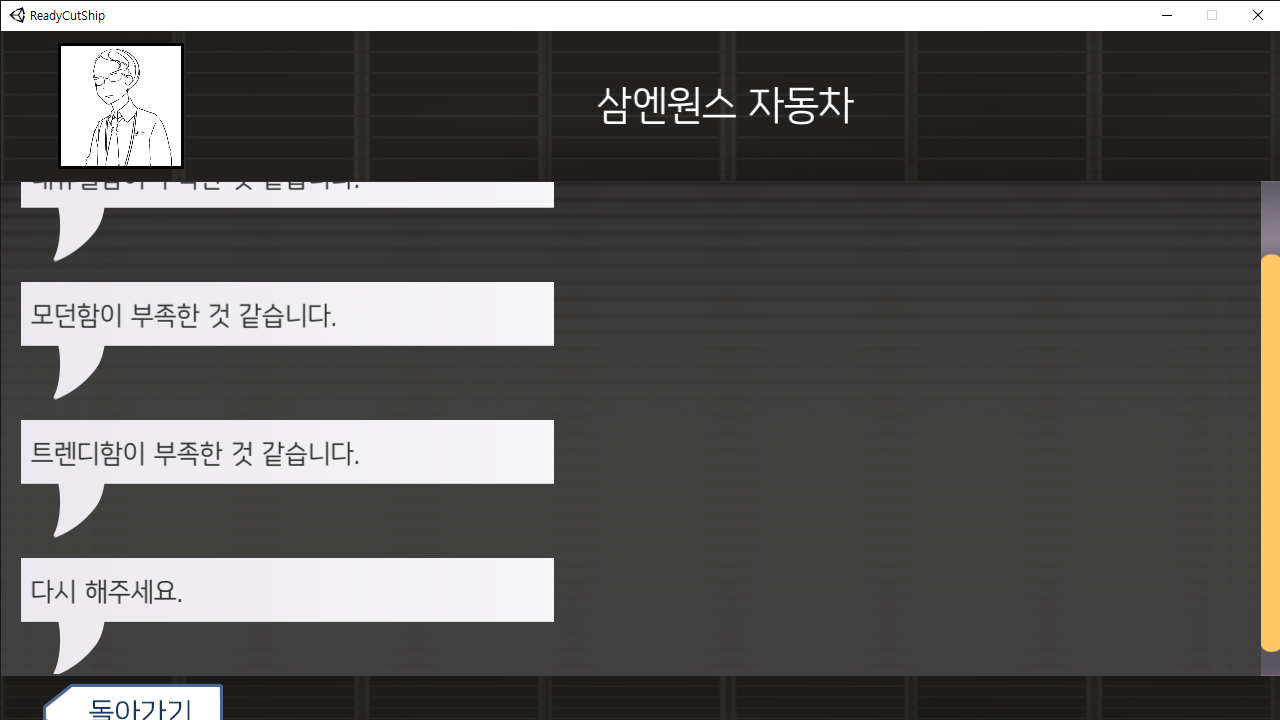 ReadyCutShip
삼엔원스 자동차
것 같습니다.
모던함이 부족한 것 같습니다.
트렌디함이 부족한 것 같습니다.
다시 해주세요.
돌아가기